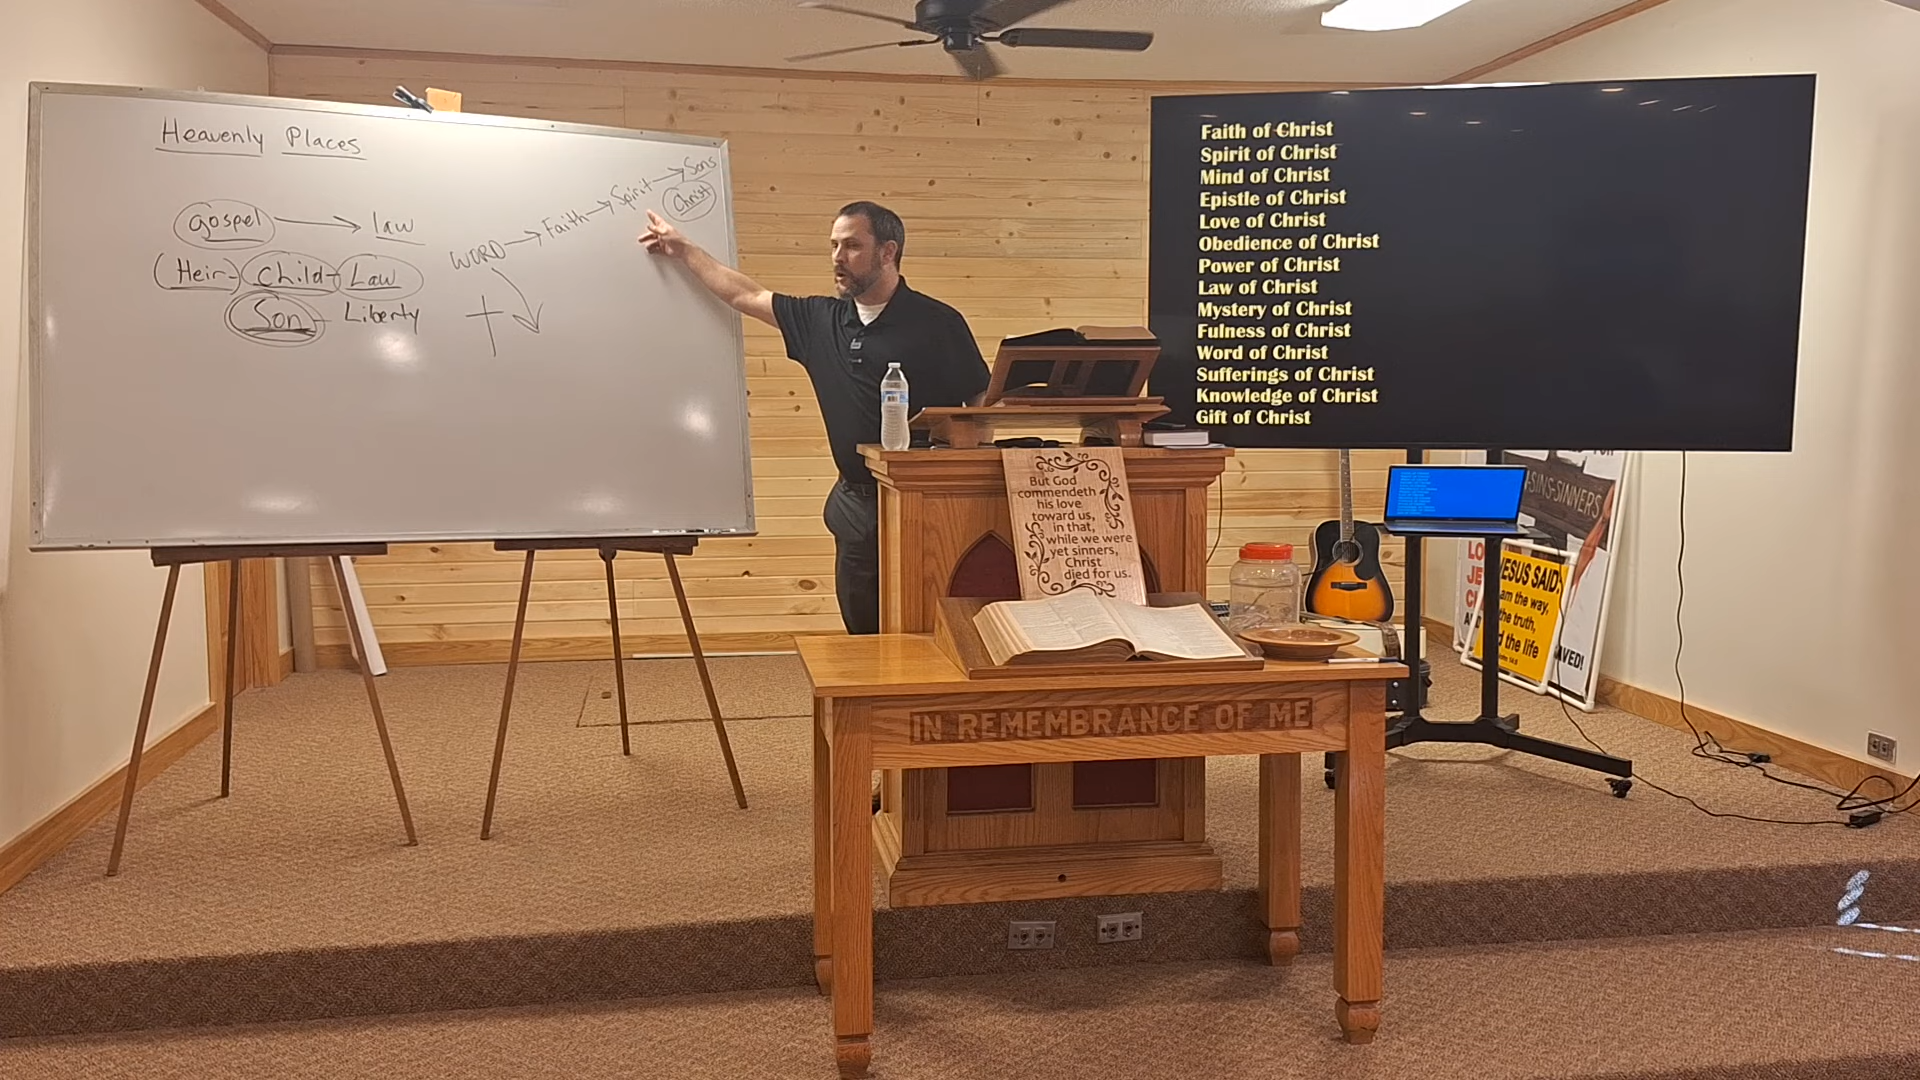 Heavenly Places
gospel → law
(Heir - Child - Law
Son - Liberty
WORD → Faith → Spirit → Sons
Christ
Faith of Christ
Spirit of Christ
Mind of Christ
Epistle of Christ
Love of Christ
Obedience of Christ
Power of Christ
Law of Christ
Mystery of Christ
Fulness of Christ
Word of Christ
Sufferings of Christ
Knowledge of Christ
Gift of Christ
But God
commendeth
his love
toward us,
in that,
while we were
yet sinners,
Christ
died for us.
IN REMEMBRANCE OF ME
-SINS-SINNERS
JESUS SAID:
am the way,
the truth,
the life